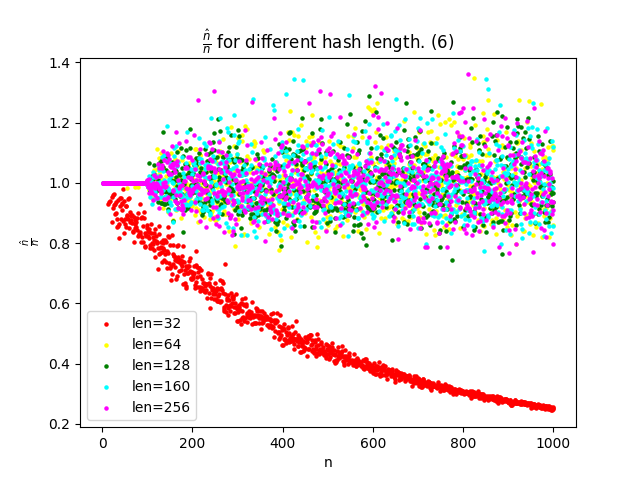 n̂/n for different hash length. (6)
1.4
1.2
1.0
0.8
0.6
0.4
0.2
n̂/n
len=32
len=64
len=128
len=160
len=256
0 200 400 600 800 1000
n